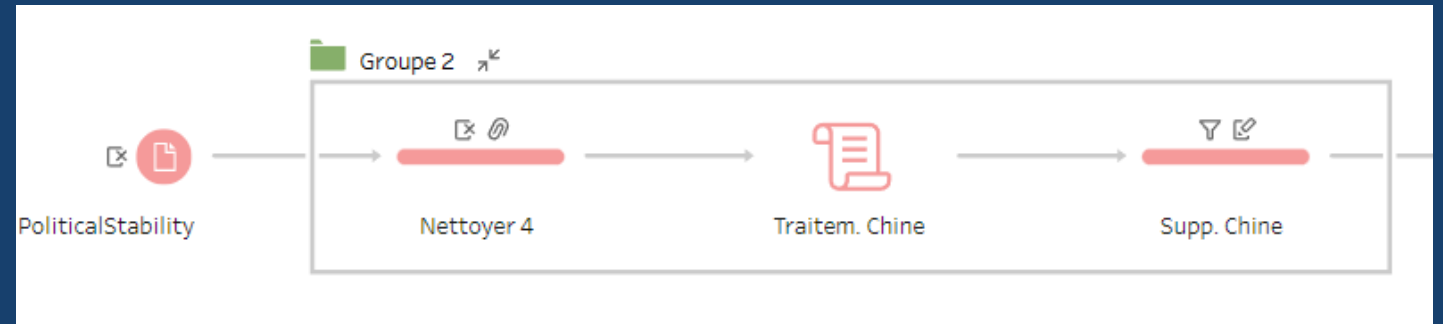 Groupe 2
PoliticalStability
Nettoyer 4
Traitem. Chine
Supp. Chine